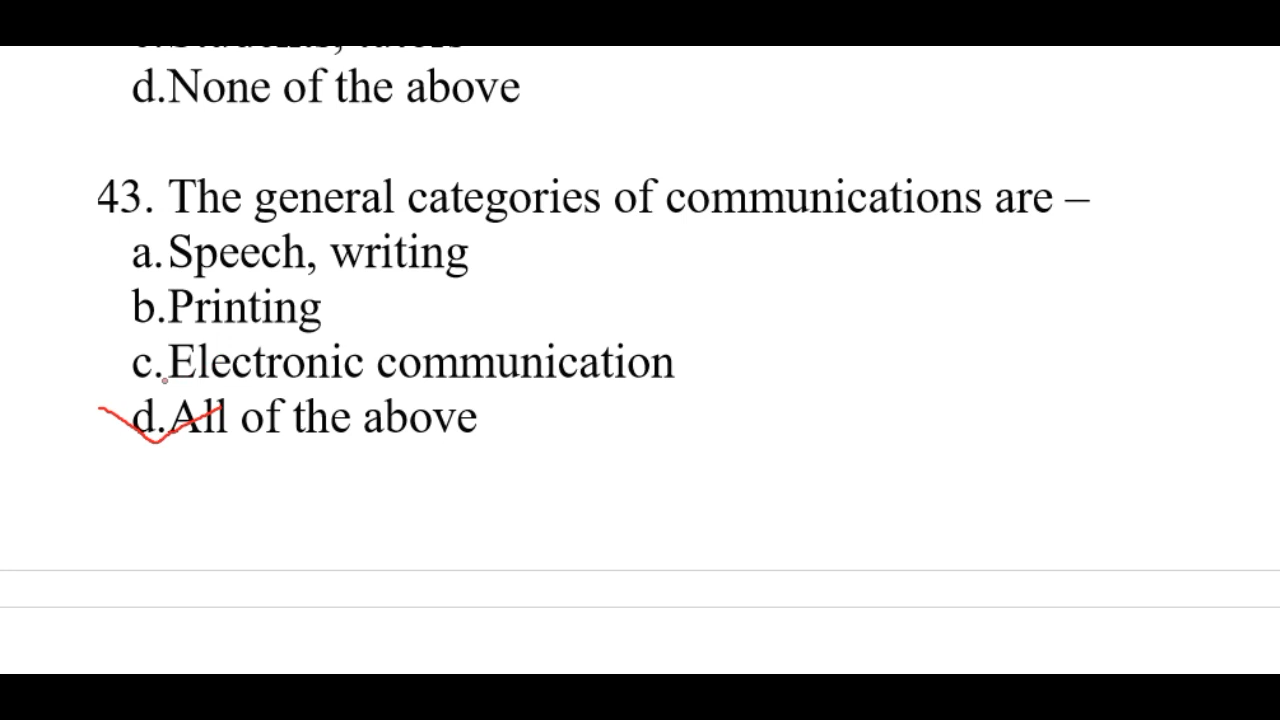 d.None of the above
43. The general categories of communications are –
a.Speech, writing
b.Printing
c.Electronic communication
d.All of the above